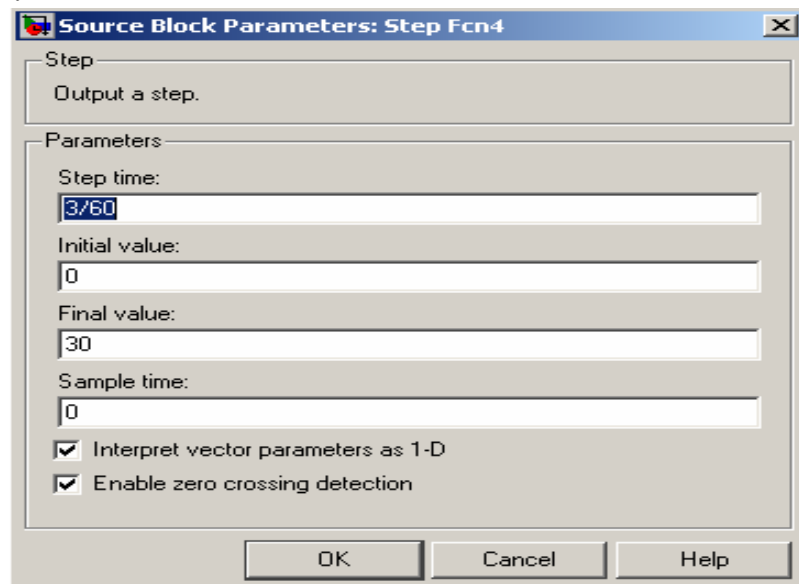 Source Block Parameters: Step Fcn4
Step
Output a step.
Parameters
Step time:
3/60
Initial value:
0
Final value:
30
Sample time:
0
Interpret vector parameters as 1-D
Enable zero crossing detection
OK Cancel Help